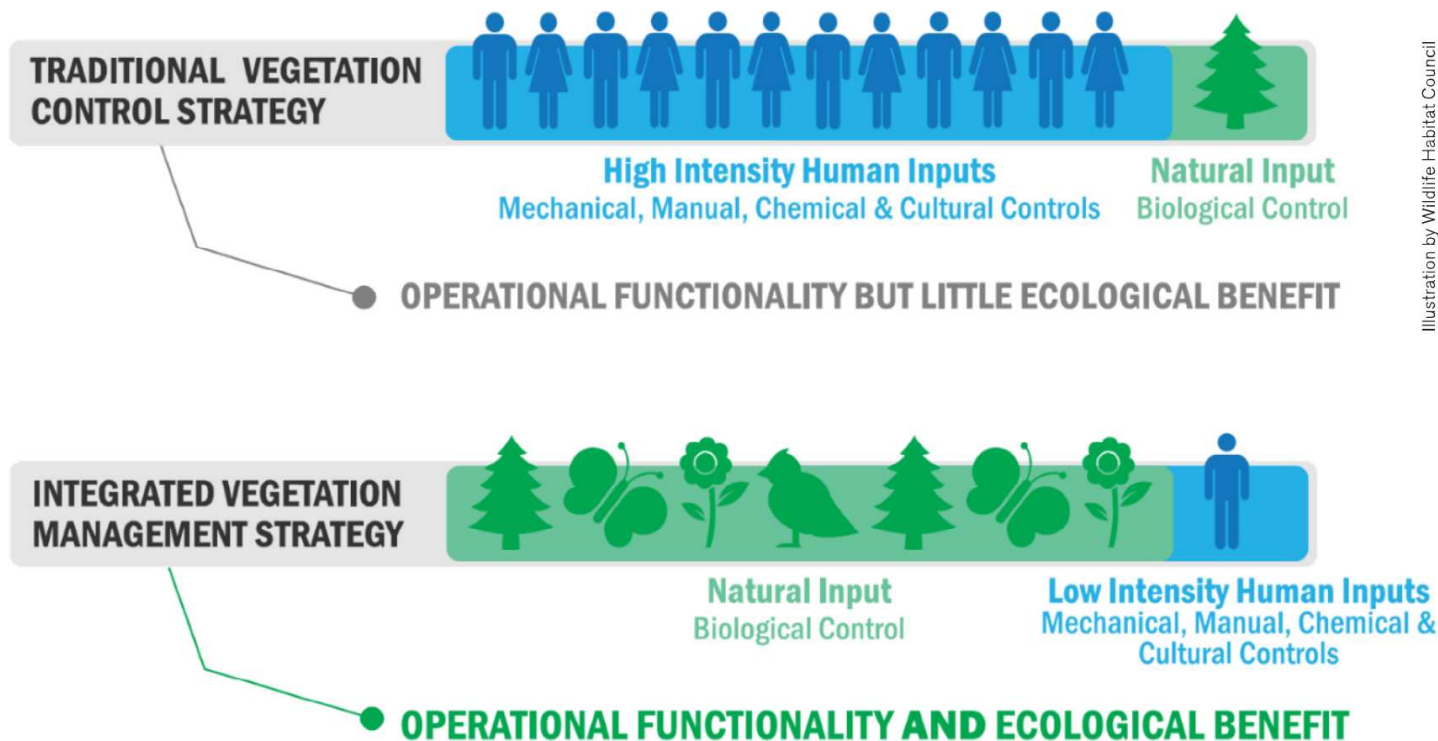 TRADITIONAL VEGETATION
CONTROL STRATEGY
High Intensity Human Inputs
Mechanical, Manual, Chemical & Cultural Controls
Natural Input
Biological Control
OPERATIONAL FUNCTIONALITY BUT LITTLE ECOLOGICAL BENEFIT
Illustration by Wildlife Habitat Council
INTEGRATED VEGETATION
MANAGEMENT STRATEGY
Natural Input
Biological Control
Low Intensity Human Inputs
Mechanical, Manual, Chemical &
Cultural Controls
OPERATIONAL FUNCTIONALITY AND ECOLOGICAL BENEFIT